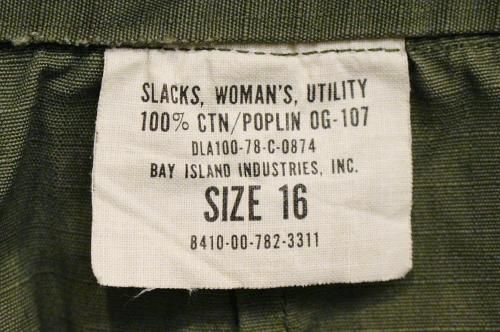 SLACKS, WOMAN'S, UTILITY
100% CTN/POPLIN OG-107
DLA100-78-C-0874
BAY ISLAND INDUSTRIES, INC.
SIZE 16
8410-00-782-3311